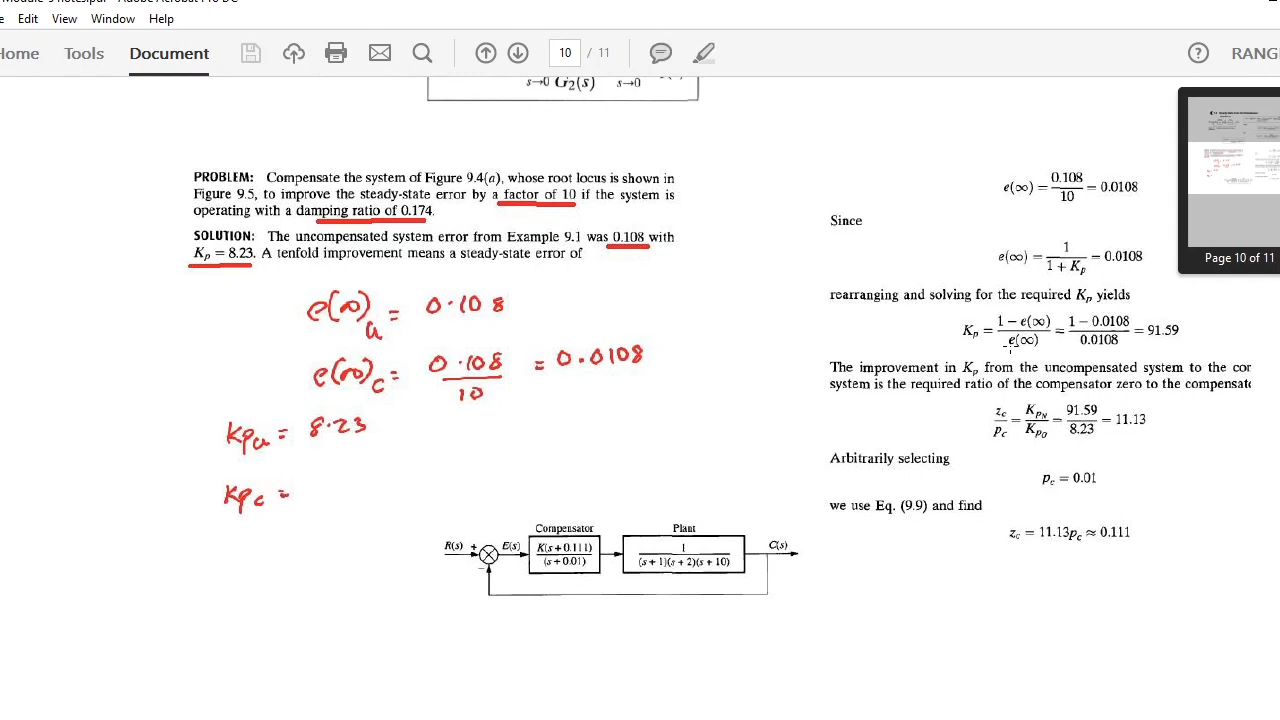 Edit View Window Help
Home Tools Document 10 / 11 RANG
s→0 G₂(s) s→0
PROBLEM: Compensate the system of Figure 9.4(a), whose root locus is shown in
Figure 9.5, to improve the steady-state error by a factor of 10 if the system is
operating with a damping ratio of 0.174.
SOLUTION: The uncompensated system error from Example 9.1 was 0.108 with
Kp = 8.23. A tenfold improvement means a steady-state error of
e(∞)u = 0.108
e(∞)c = 0.108/10 = 0.0108
Kpu = 8.23
Kpc =
Compensator Plant
R(s) + E(s) K(s+0.111)/(s+0.01) 1/((s+1)(s+2)(s+10)) C(s)
−
e(∞) = 0.108/10 = 0.0108
Since
e(∞) = 1/(1 + Kp) = 0.0108
rearranging and solving for the required Kp yields
Kp = (1 − e(∞))/e(∞) = (1 − 0.0108)/0.0108 = 91.59
The improvement in Kp from the uncompensated system to the cor
system is the required ratio of the compensator zero to the compensat
zc/pc = KpN/KpO = 91.59/8.23 = 11.13
Arbitrarily selecting
pc = 0.01
we use Eq. (9.9) and find
zc = 11.13pc ≈ 0.111
Page 10 of 11